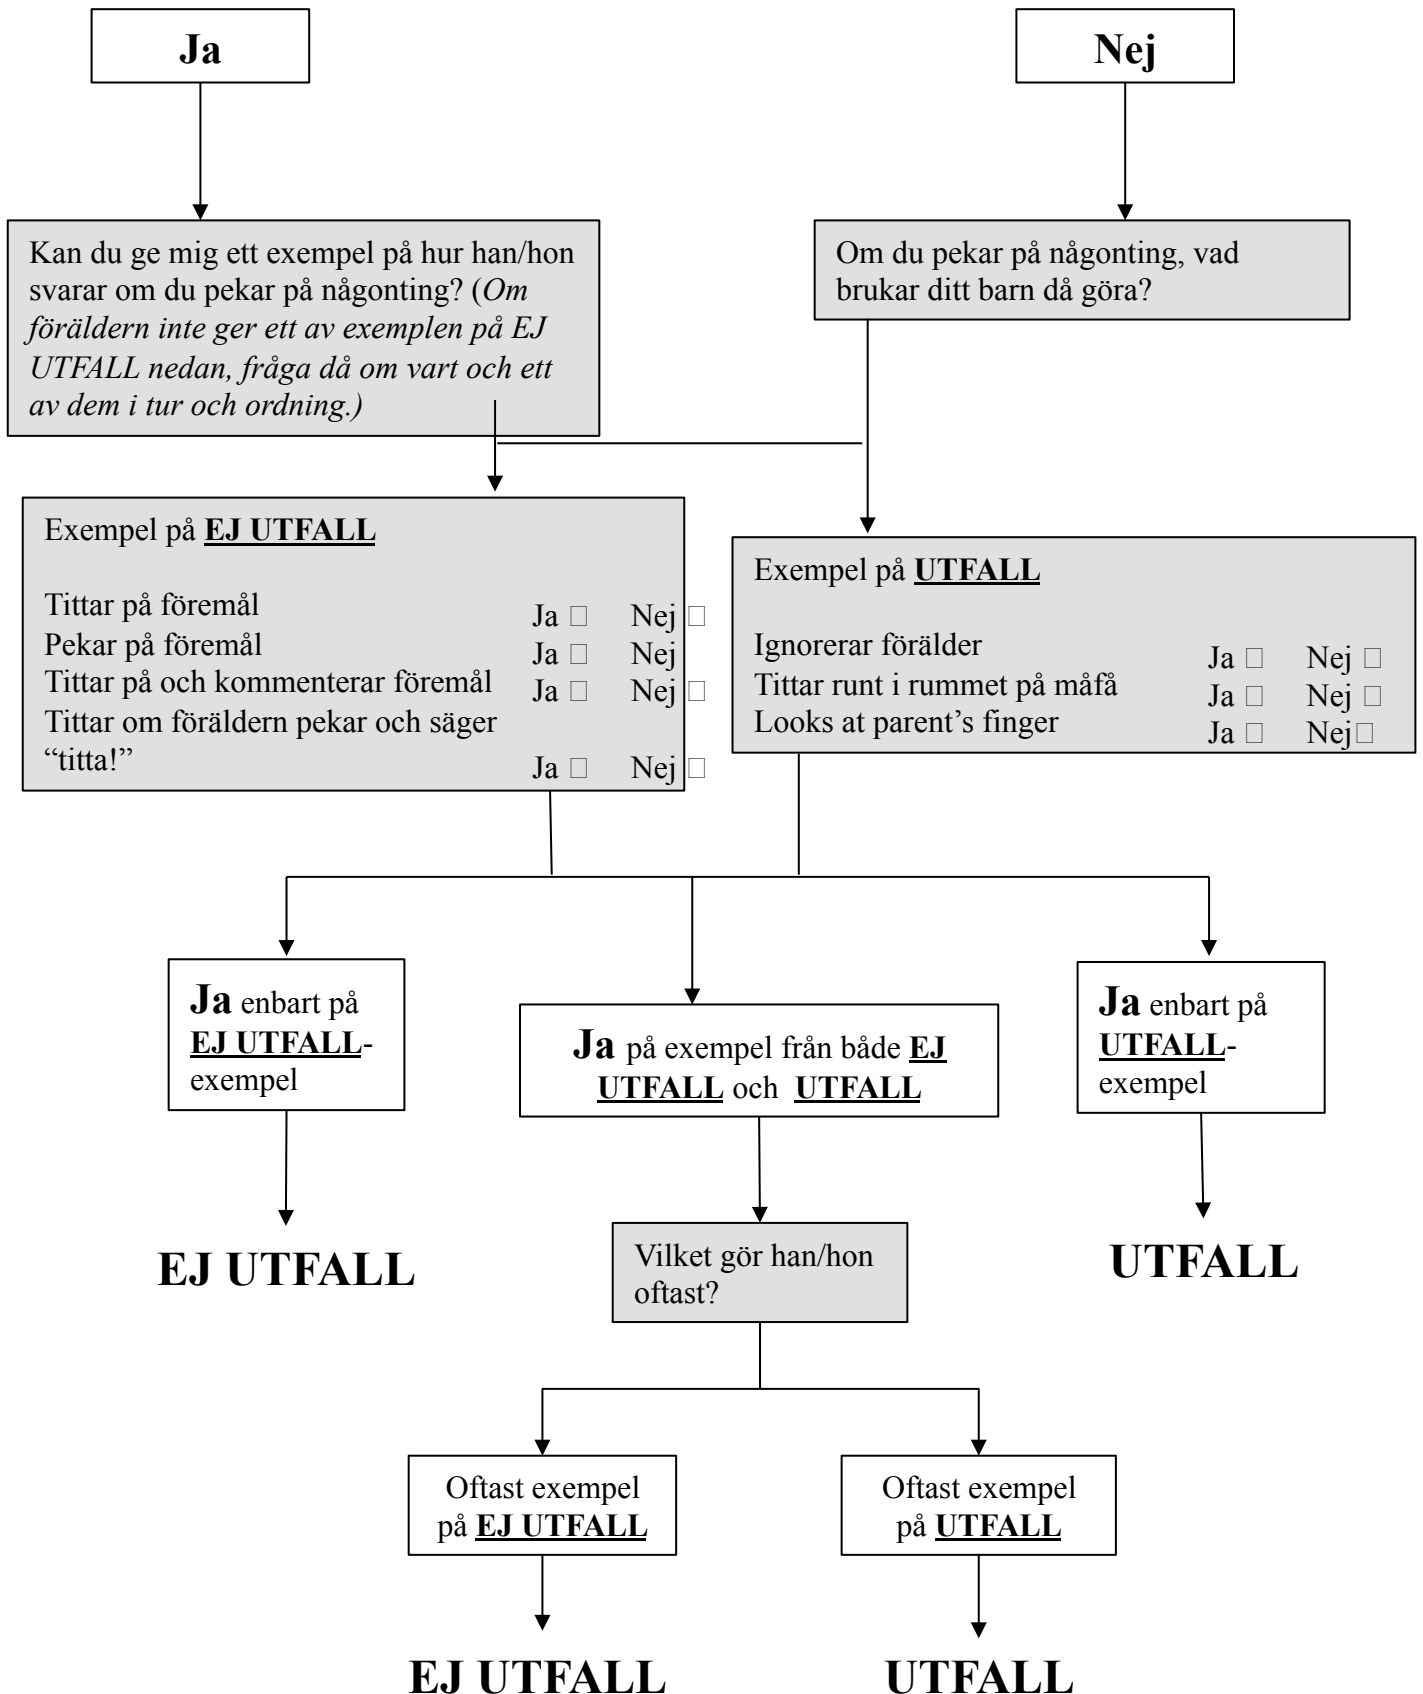 Ja
Nej
Kan du ge mig ett exempel på hur han/hon
svarar om du pekar på någonting? (Om
föräldern inte ger ett av exemplen på EJ
UTFALL nedan, fråga då om vart och ett
av dem i tur och ordning.)
Om du pekar på någonting, vad
brukar ditt barn då göra?
Exempel på EJ UTFALL
Tittar på föremål Ja □ Nej □
Pekar på föremål Ja □ Nej
Tittar på och kommenterar föremål Ja □ Nej □
Tittar om föräldern pekar och säger
“titta!” Ja □ Nej □
Exempel på UTFALL
Ignorerar förälder Ja □ Nej □
Tittar runt i rummet på måfå Ja □ Nej □
Looks at parent’s finger Ja □ Nej□
Ja enbart på
EJ UTFALL-
exempel
Ja på exempel från både EJ
UTFALL och UTFALL
Ja enbart på
UTFALL-
exempel
EJ UTFALL
Vilket gör han/hon
oftast?
UTFALL
Oftast exempel
på EJ UTFALL
Oftast exempel
på UTFALL
EJ UTFALL
UTFALL